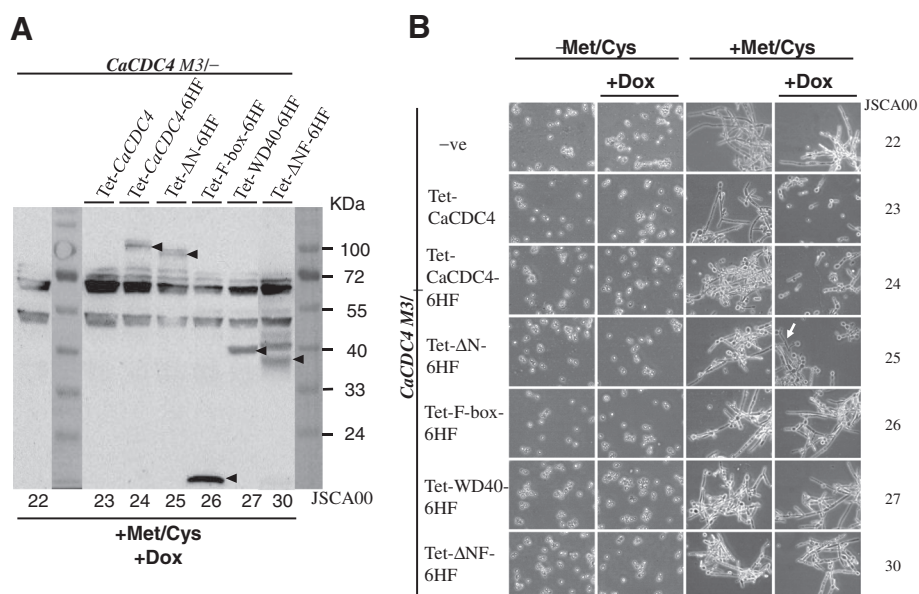 A
CaCDC4 M3/–
Tet-CaCDC4
Tet-CaCDC4-6HF
Tet-ΔN-6HF
Tet-F-box-6HF
Tet-WD40-6HF
Tet-ΔNF-6HF
KDa
100
72
55
40
33
24
22 23 24 25 26 27 30 JSCA00
+Met/Cys
+Dox
B
–Met/Cys +Met/Cys
+Dox +Dox
JSCA00
CaCDC4 M3/–
–ve 22
Tet-
CaCDC4 23
Tet-
CaCDC4-
6HF 24
Tet-ΔN-
6HF 25
Tet-F-box-
6HF 26
Tet-WD40-
6HF 27
Tet-ΔNF-
6HF 30